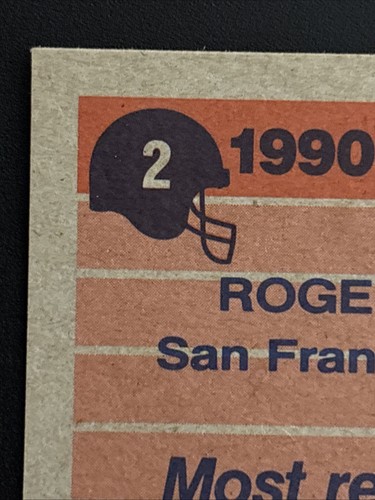 2 1990
ROGE
San Fran
Most re